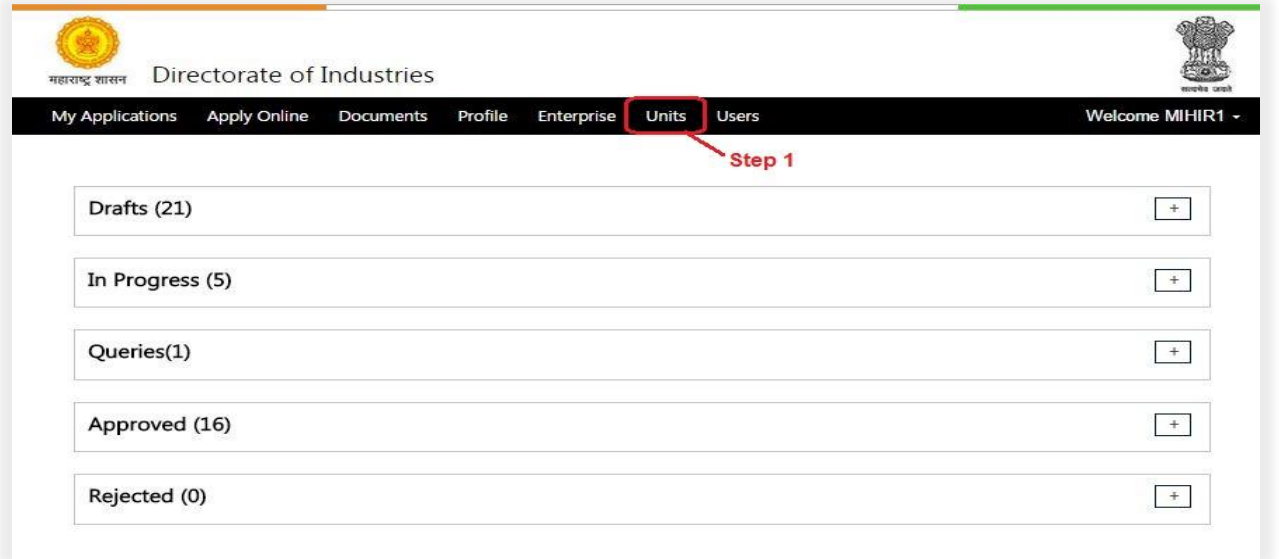 महाराष्ट्र शासन
Directorate of Industries
सत्यमेव जयते
My Applications Apply Online Documents Profile Enterprise Units Users Welcome MIHIR1
Step 1
Drafts (21) +
In Progress (5) +
Queries(1) +
Approved (16) +
Rejected (0) +